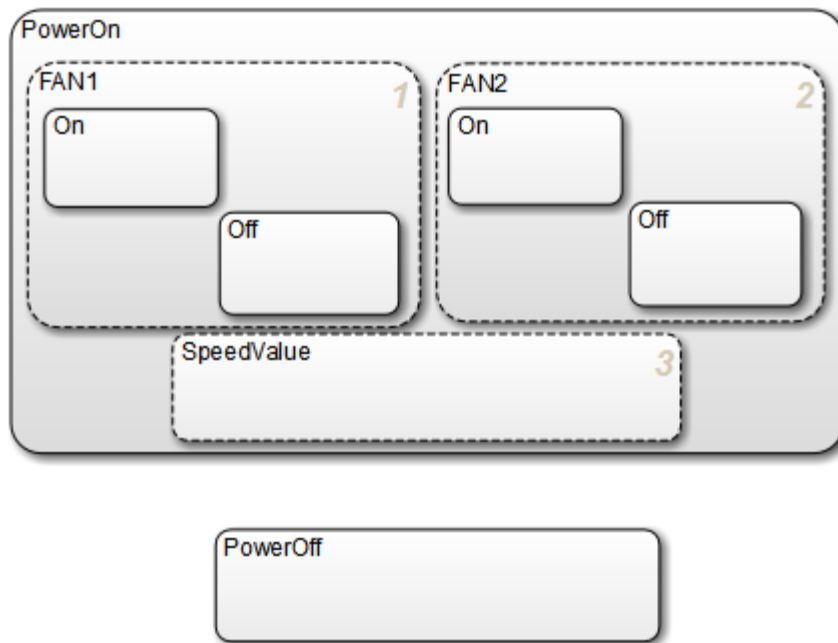 PowerOn
FAN1
1
On
Off
FAN2
2
On
Off
SpeedValue
3
PowerOff